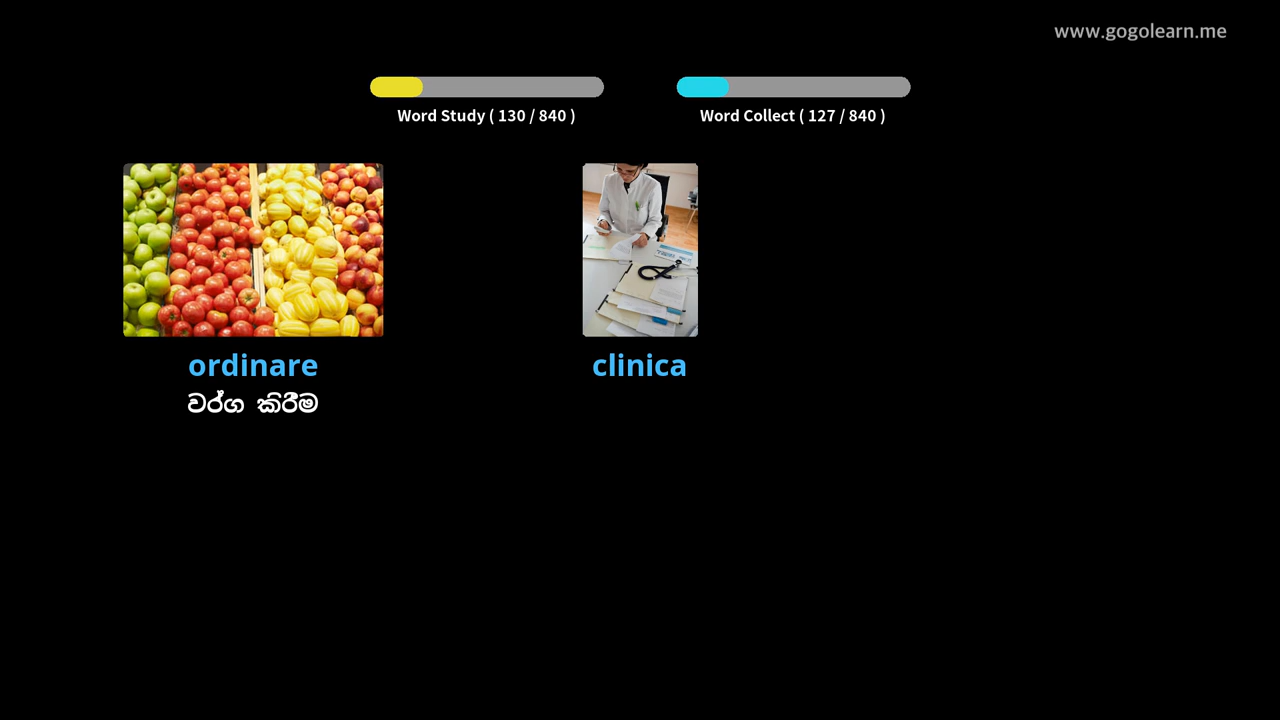 www.gogolearn.me
Word Study ( 130 / 840 )
Word Collect ( 127 / 840 )
ordinare
වර්ග කිරීම
clinica